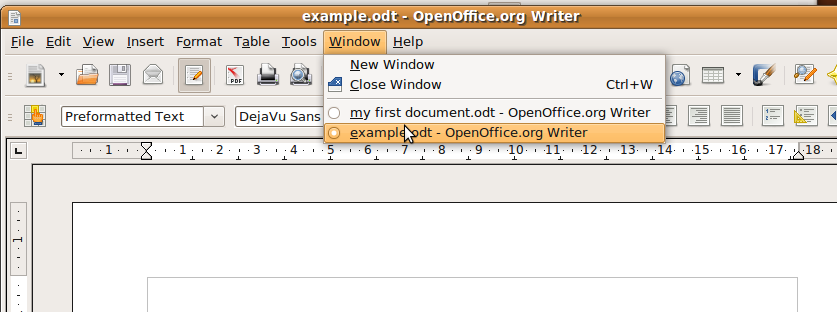 example.odt - OpenOffice.org Writer
File Edit View Insert Format Table Tools Window Help
New Window
Close Window Ctrl+W
my first document.odt - OpenOffice.org Writer
example.odt - OpenOffice.org Writer
PDF
Preformatted Text DejaVu Sans
1 1 2 3 4 5 6 7 8 9 10 11 12 13 14 15 16 17 18
1